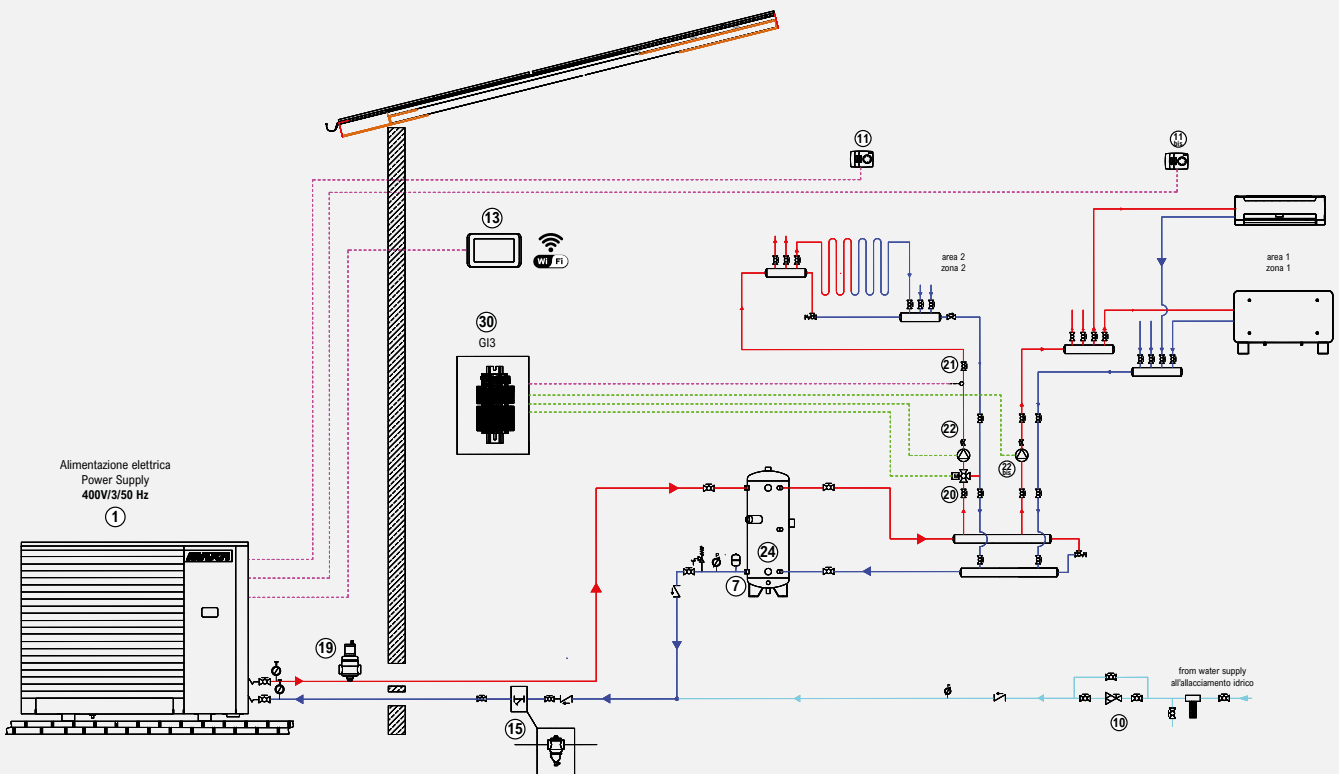 11
11
bis
13
Wi Fi
area 2
zona 2
area 1
zona 1
30
GI3
21
22
22
bis
20
Alimentazione elettrica
Power Supply
400V/3/50 Hz
1
24
7
19
from water supply
all'allacciamento idrico
15
10
M